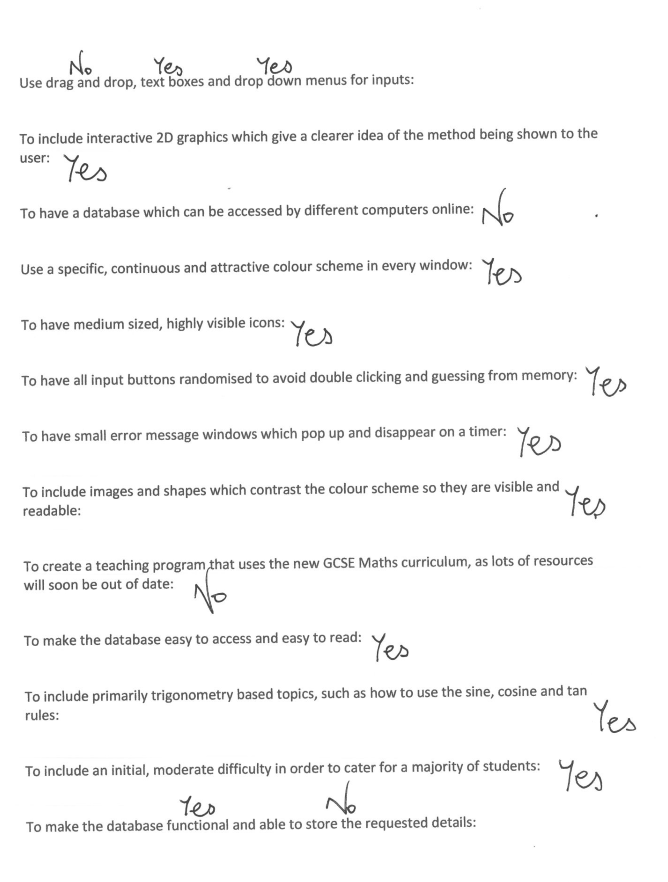 No Yes Yes
Use drag and drop, text boxes and drop down menus for inputs:
To include interactive 2D graphics which give a clearer idea of the method being shown to the
user: Yes
To have a database which can be accessed by different computers online: No
Use a specific, continuous and attractive colour scheme in every window: Yes
To have medium sized, highly visible icons: Yes
To have all input buttons randomised to avoid double clicking and guessing from memory: Yes
To have small error message windows which pop up and disappear on a timer: Yes
To include images and shapes which contrast the colour scheme so they are visible and Yes
readable:
To create a teaching program that uses the new GCSE Maths curriculum, as lots of resources
will soon be out of date: No
To make the database easy to access and easy to read: Yes
To include primarily trigonometry based topics, such as how to use the sine, cosine and tan
rules: Yes
To include an initial, moderate difficulty in order to cater for a majority of students: Yes
Yes No
To make the database functional and able to store the requested details: